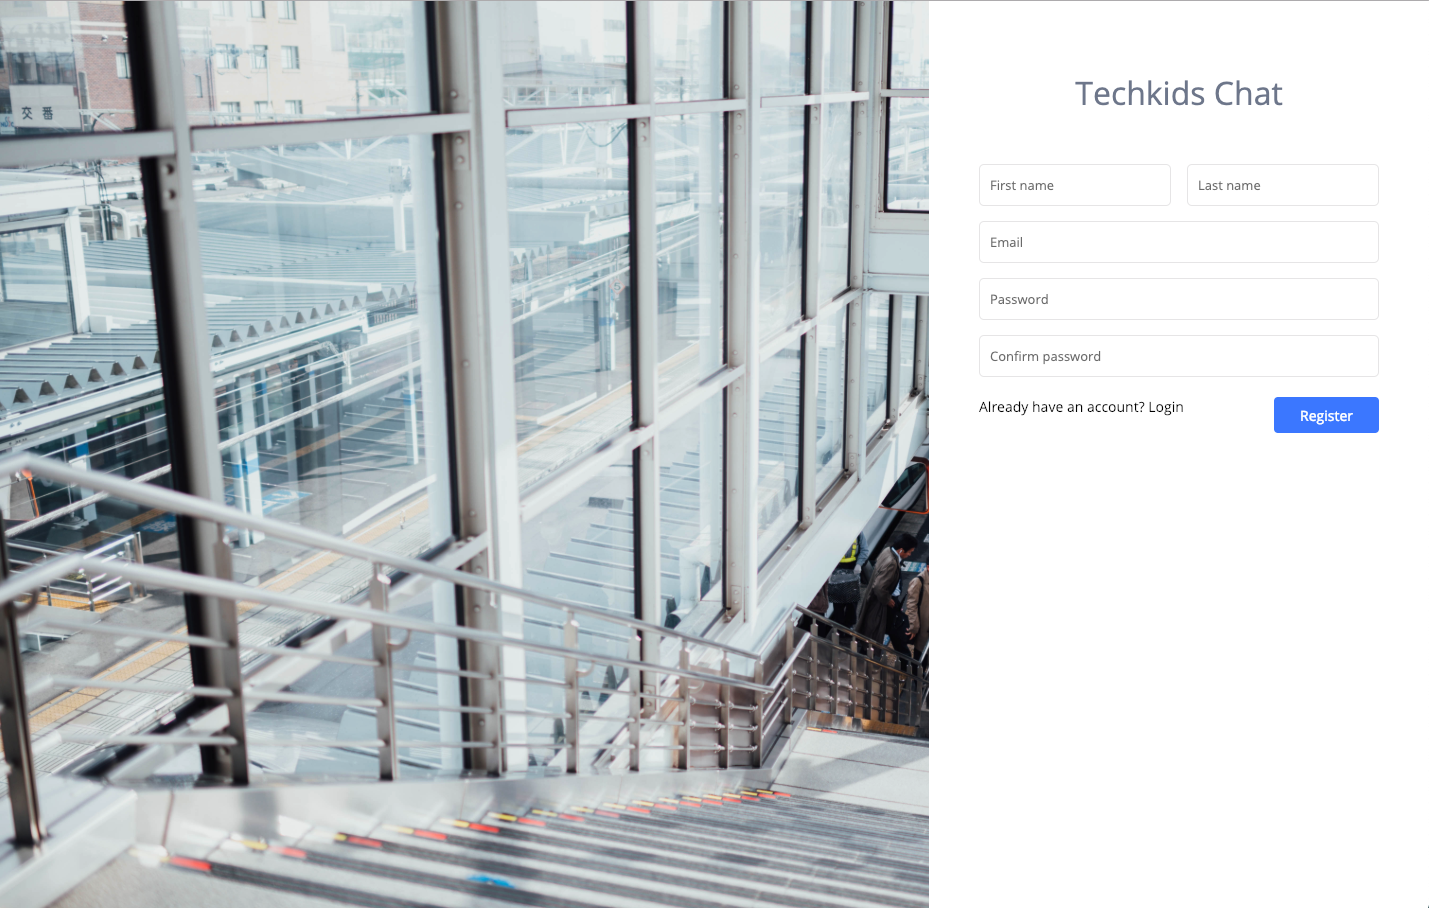 交番
Techkids Chat
First name
Last name
Email
Password
Confirm password
Already have an account? Login
Register